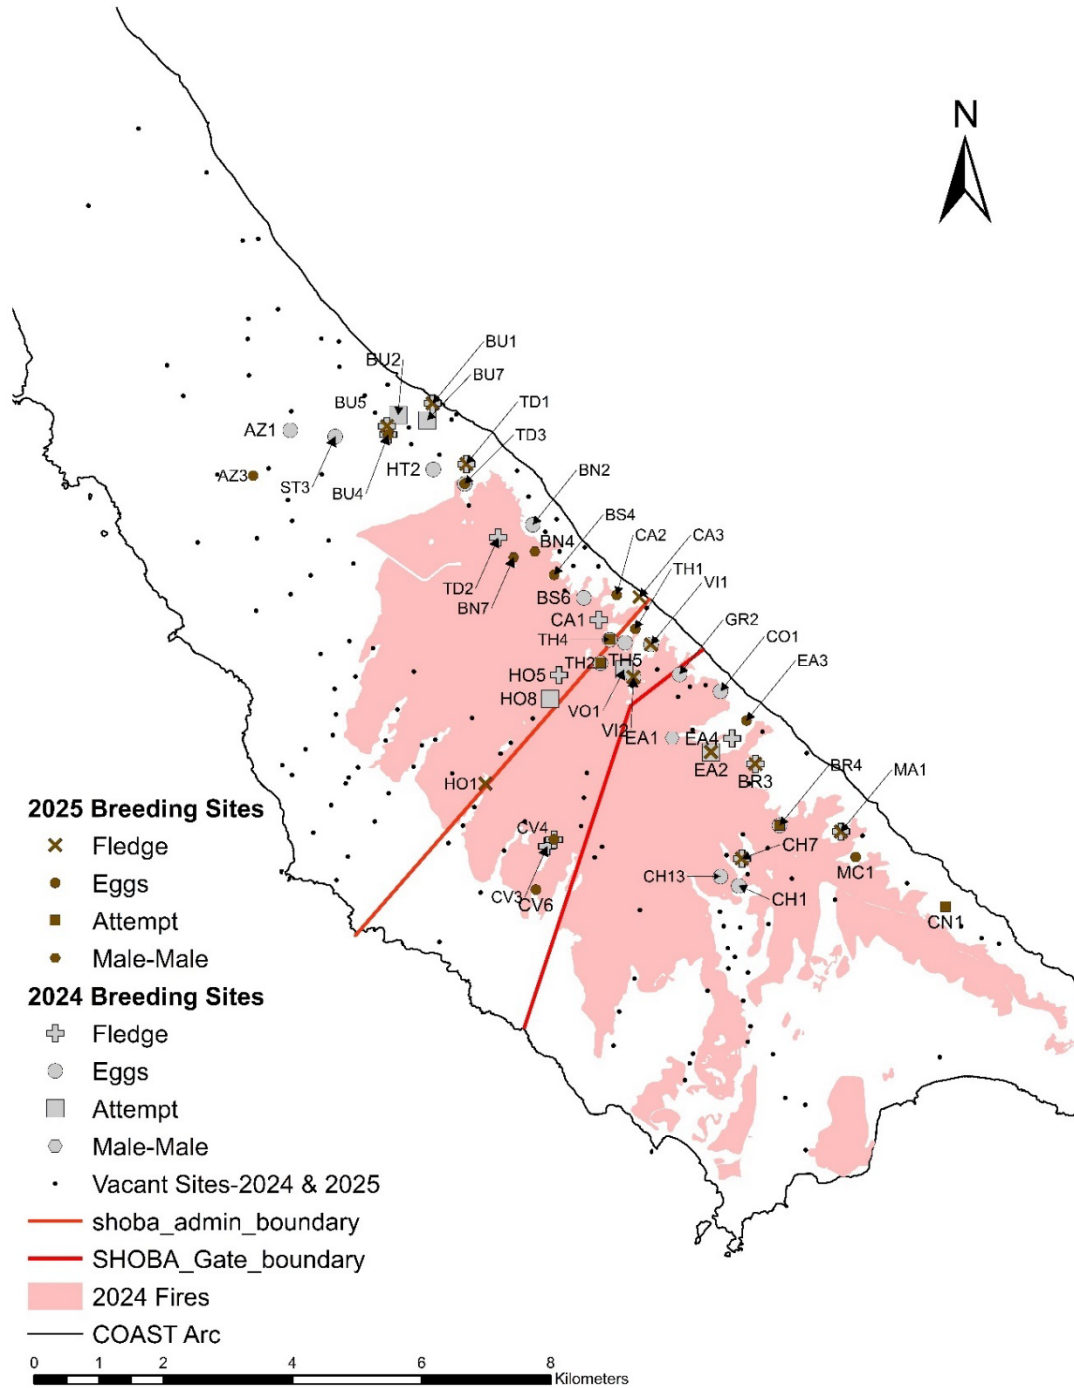 N
BU1
BU2
BU7
TD1
BU5
TD3
AZ1
HT2
BN2
AZ3
ST3
BU4
BS4
BN4
CA2
CA3
TH1
VI1
TD2
BN7
BS6
GR2
CA1
CO1
TH4
EA3
TH2
TH5
HO5
HO8
VO1
VI2
EA1
EA4
EA2
BR3
BR4
MA1
HO1
CV4
CH7
MC1
CH13
CV3
CV6
CH1
CN1
2025 Breeding Sites
Fledge
Eggs
Attempt
Male-Male
2024 Breeding Sites
Fledge
Eggs
Attempt
Male-Male
Vacant Sites-2024 & 2025
shoba_admin_boundary
SHOBA_Gate_boundary
2024 Fires
COAST Arc
0 1 2 4 6 8
Kilometers